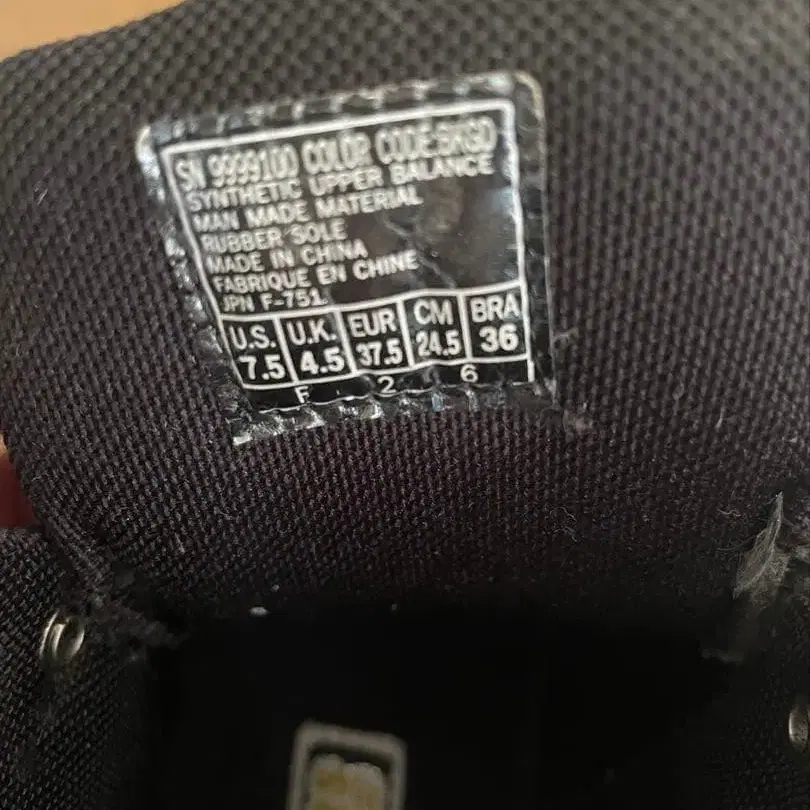 SN 9999100 COLOR CODE:BKGD
SYNTHETIC UPPER BALANCE
MAN MADE MATERIAL
RUBBER SOLE
MADE IN CHINA
FABRIQUE EN CHINE
JPN F-751
U.S. U.K. EUR CM BRA
7.5 4.5 37.5 24.5 36
F 2 6